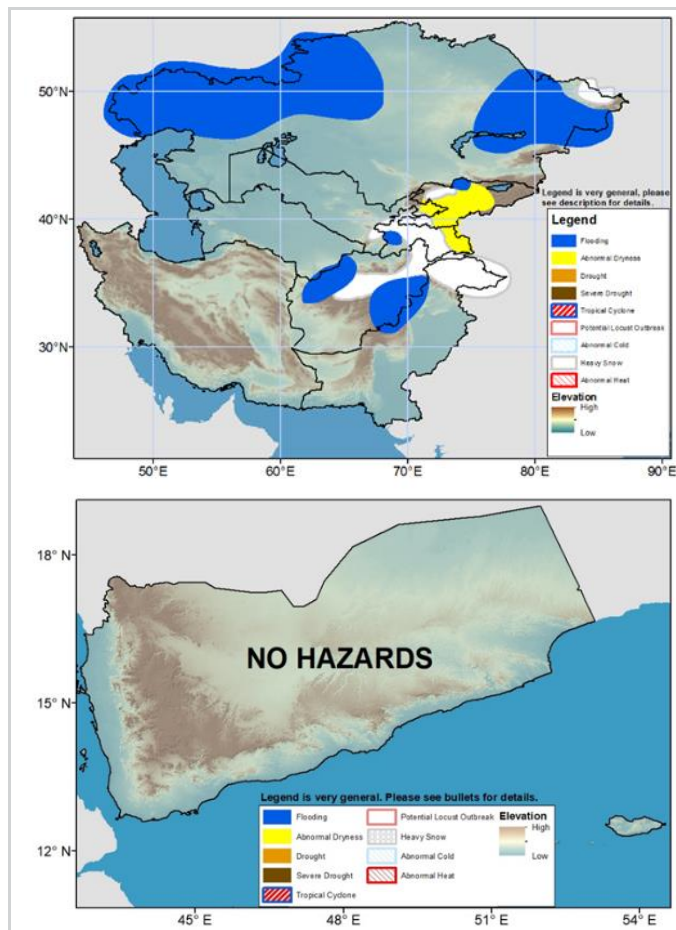 50°N
40°N
30°N
50°E
60°E
70°E
80°E
90°E
Legend is very general, please
see description for details.
Legend
Flooding
Abnormal Dryness
Drought
Severe Drought
Tropical Cyclone
Potential Locust Outbreak
Abnormal Cold
Heavy Snow
Abnormal Heat
Elevation
High
Low
18° N
15° N
12° N
NO HAZARDS
Legend is very general. Please see bullets for details.
Flooding
Abnormal Dryness
Drought
Severe Drought
Tropical Cyclone
Potential Locust Outbreak
Heavy Snow
Abnormal Cold
Abnormal Heat
Elevation
High
Low
45° E
48° E
51° E
54° E